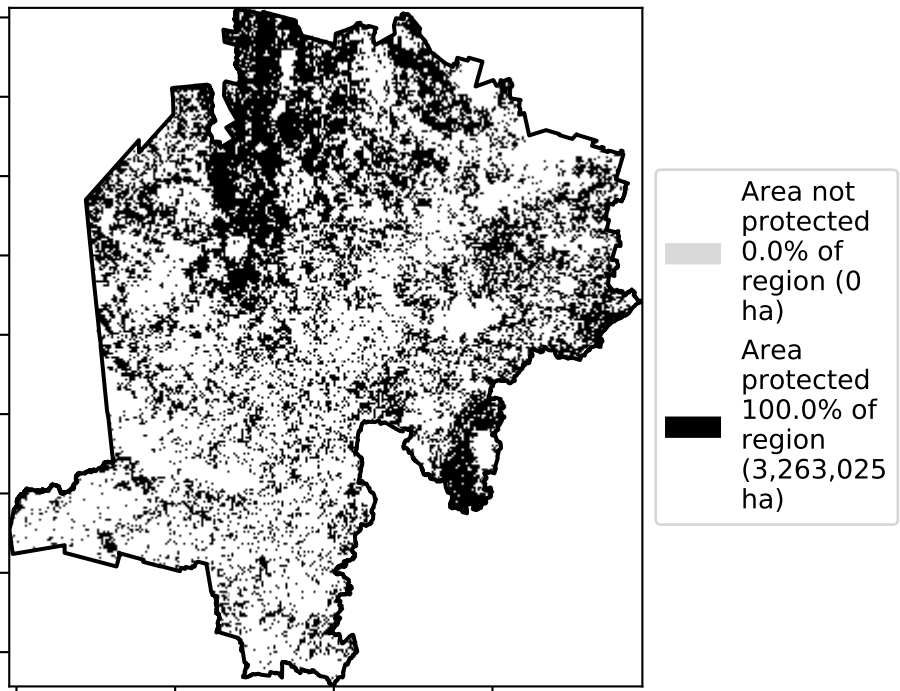 Area not
protected
0.0% of
region (0
ha)
Area
protected
100.0% of
region
(3,263,025
ha)